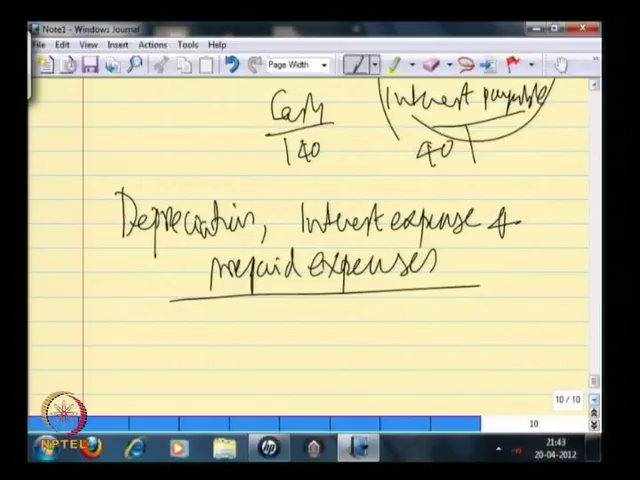 Note1 - Windows Journal
File Edit View Insert Actions Tools Help
Page Width
Cash
Interest payable
140
40
Depreciation, Interest expense &
prepaid expenses
10 / 10
10
NPTEL
21:43
20-04-2012